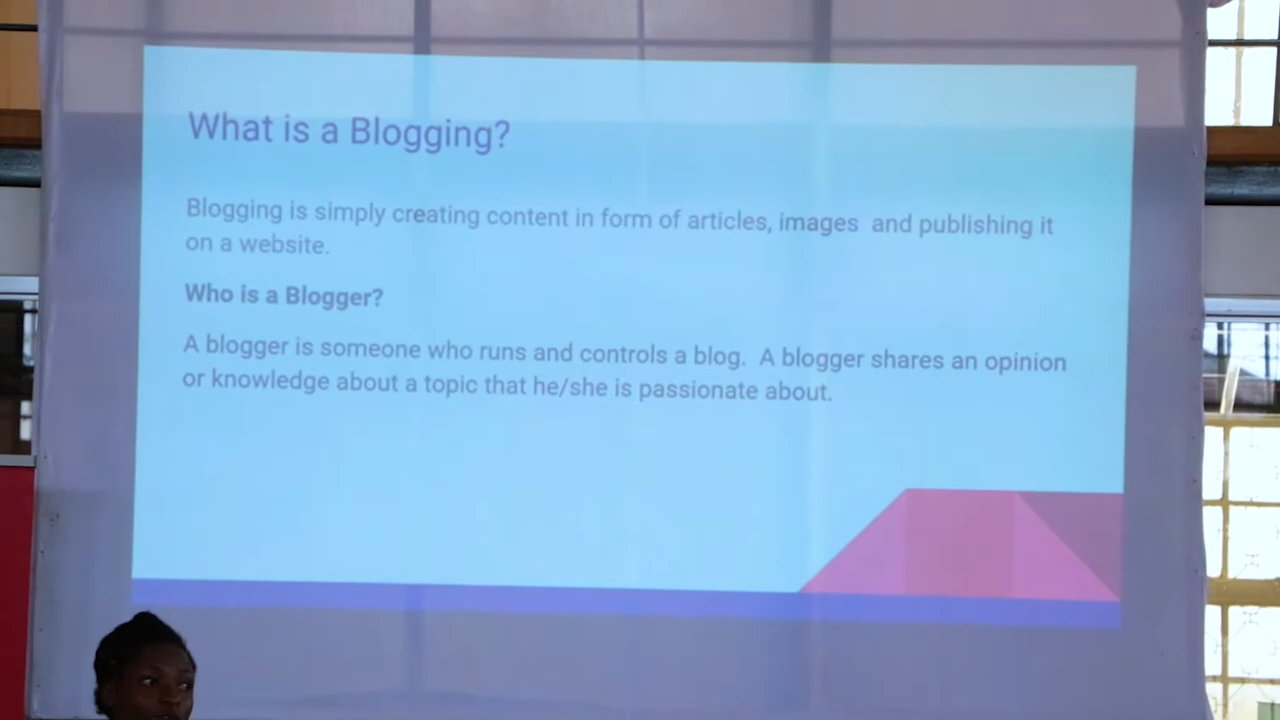 What is a Blogging?
Blogging is simply creating content in form of articles, images and publishing it
on a website.
Who is a Blogger?
A blogger is someone who runs and controls a blog. A blogger shares an opinion
or knowledge about a topic that he/she is passionate about.